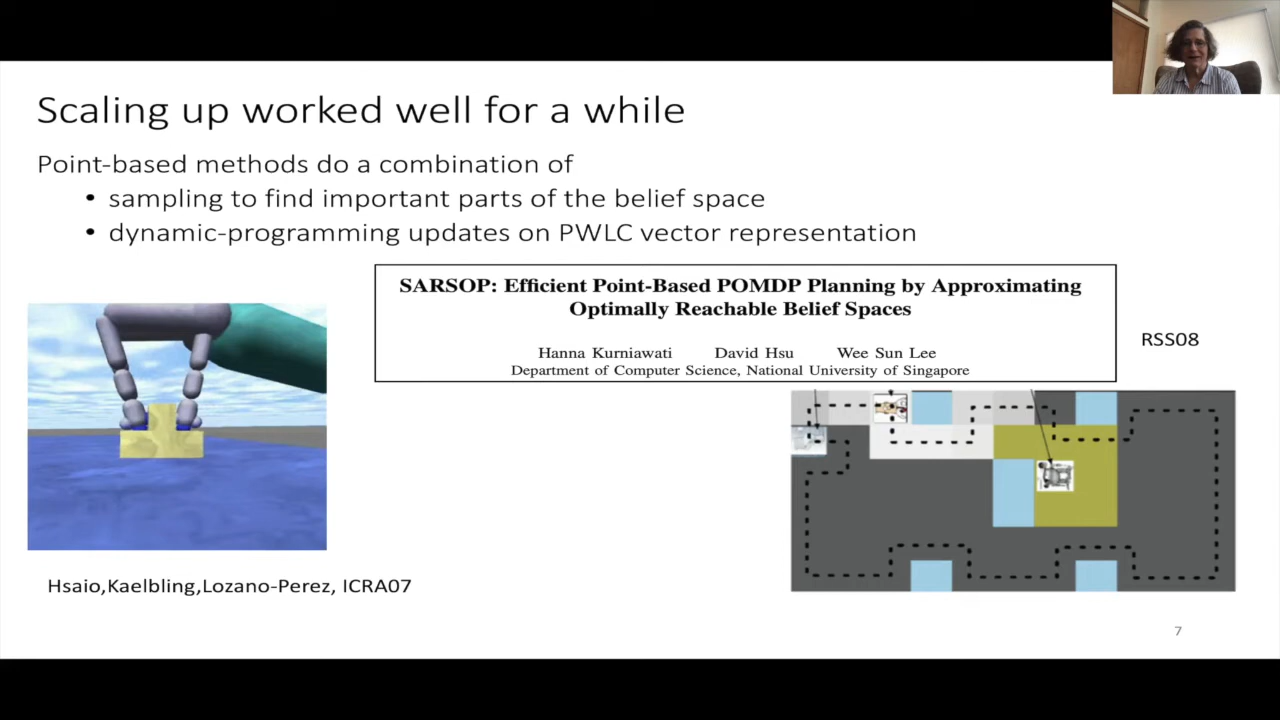 Scaling up worked well for a while
Point-based methods do a combination of
• sampling to find important parts of the belief space
• dynamic-programming updates on PWLC vector representation
SARSOP: Efficient Point-Based POMDP Planning by Approximating
Optimally Reachable Belief Spaces
Hanna Kurniawati David Hsu Wee Sun Lee
Department of Computer Science, National University of Singapore
RSS08
Hsaio,Kaelbling,Lozano-Perez, ICRA07
7